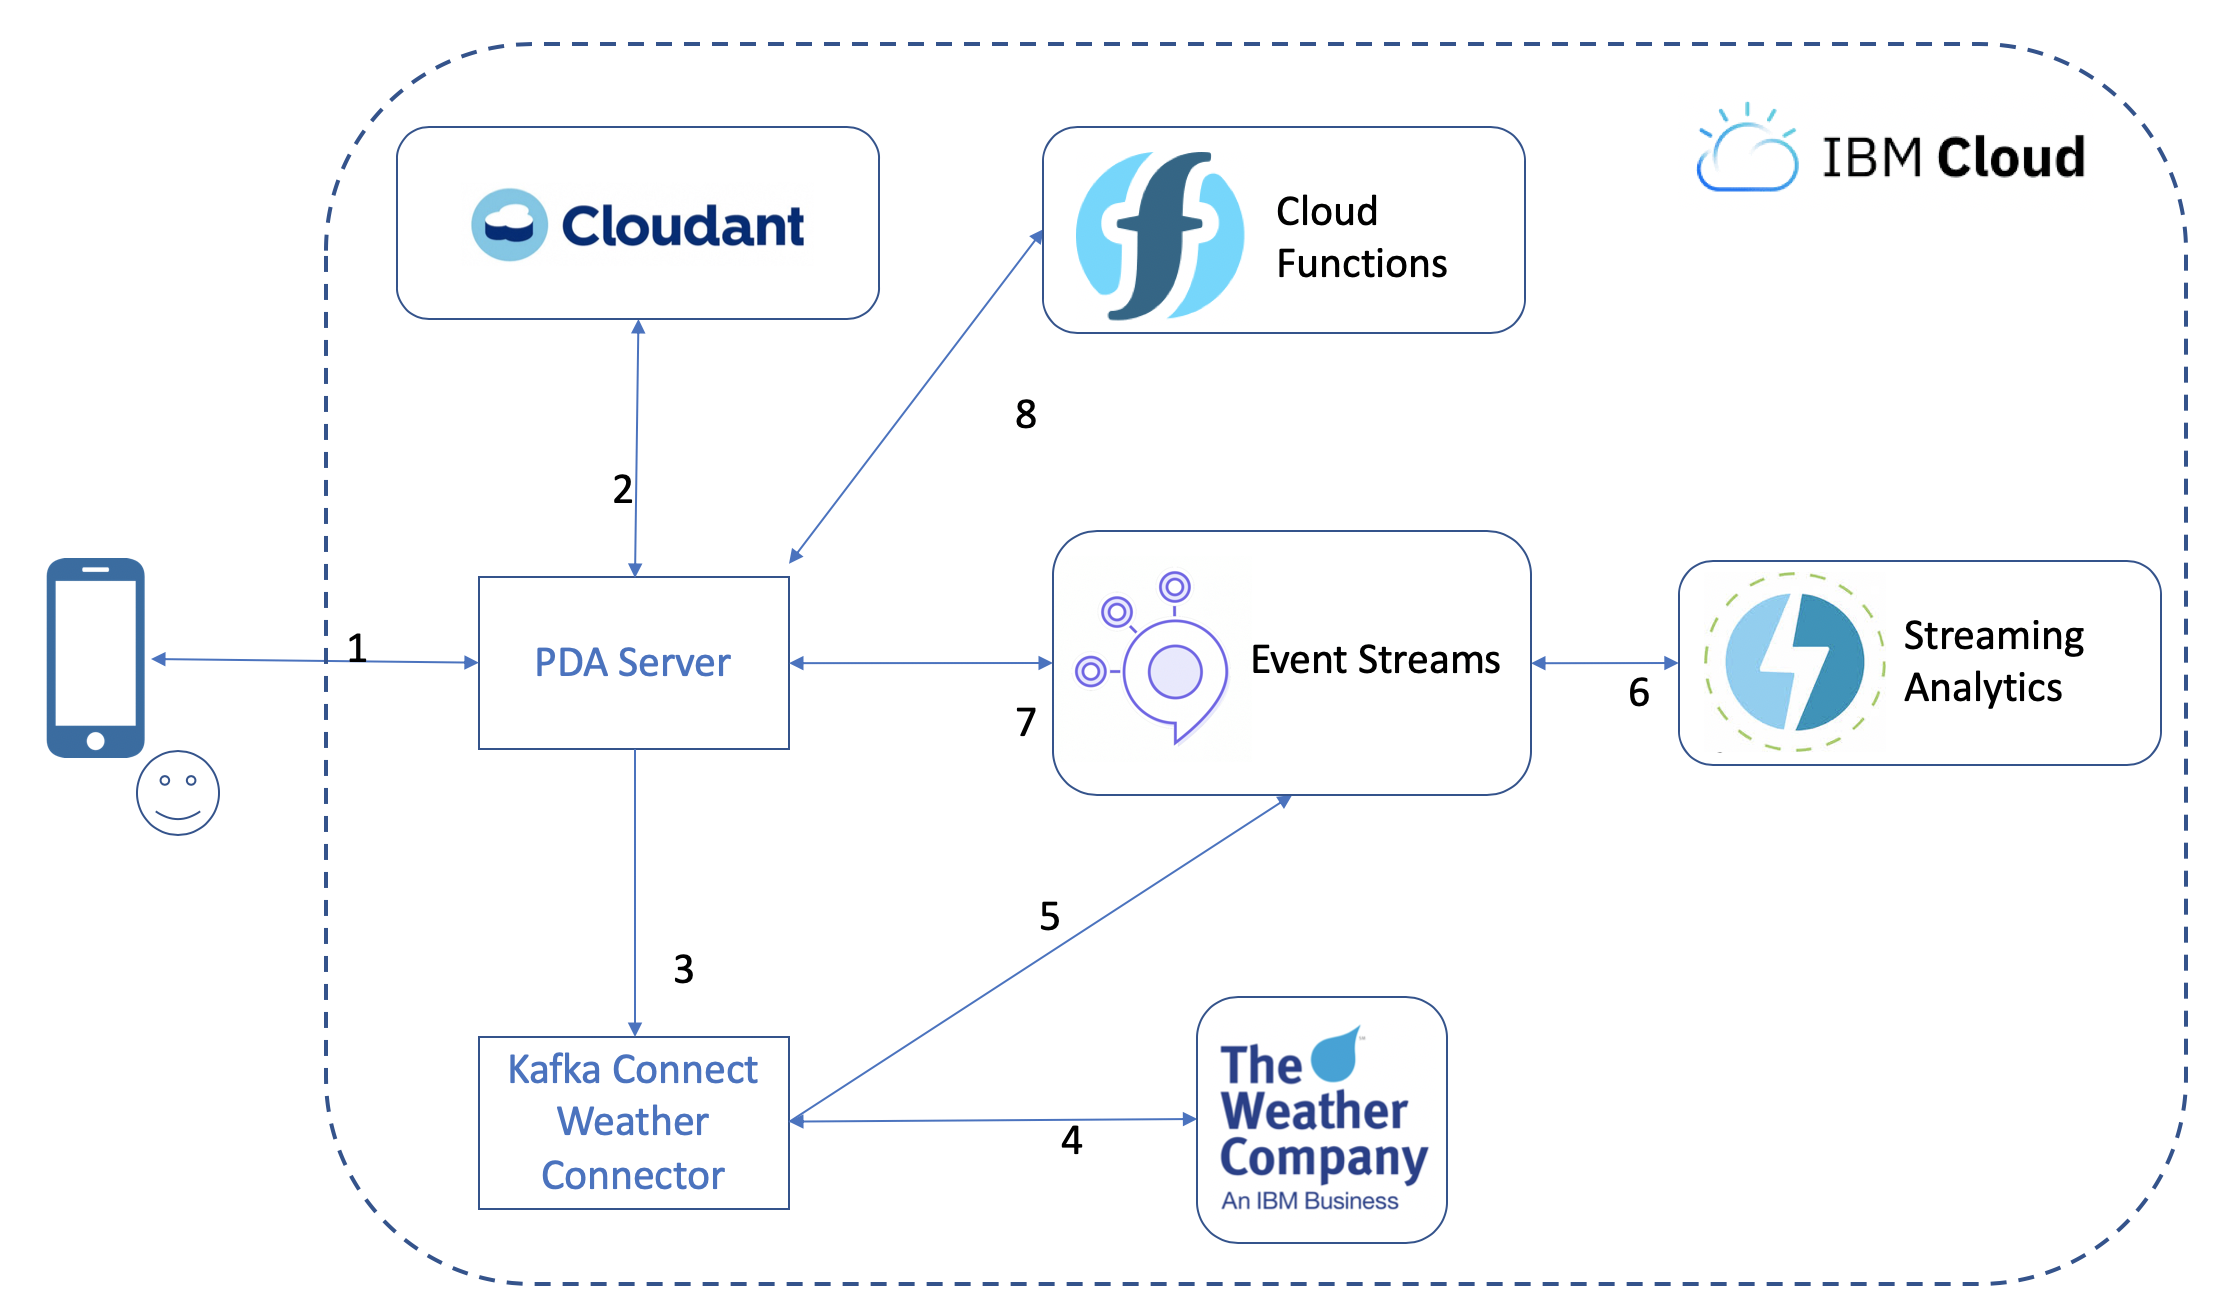 IBM Cloud
Cloudant
Cloud
Functions
8
2
1
PDA Server
7
Event Streams
6
Streaming
Analytics
3
5
Kafka Connect
Weather
Connector
4
The
Weather
Company
An IBM Business